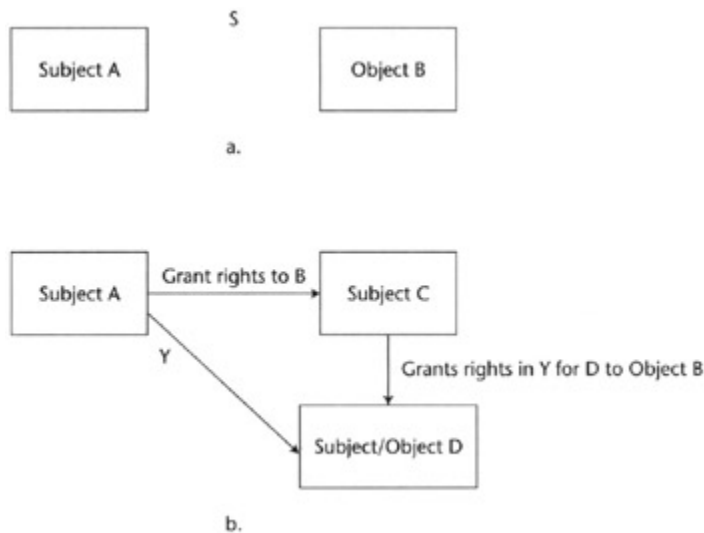 S
Subject A
Object B
a.
Subject A
Grant rights to B
Subject C
Y
Grants rights in Y for D to Object B
Subject/Object D
b.